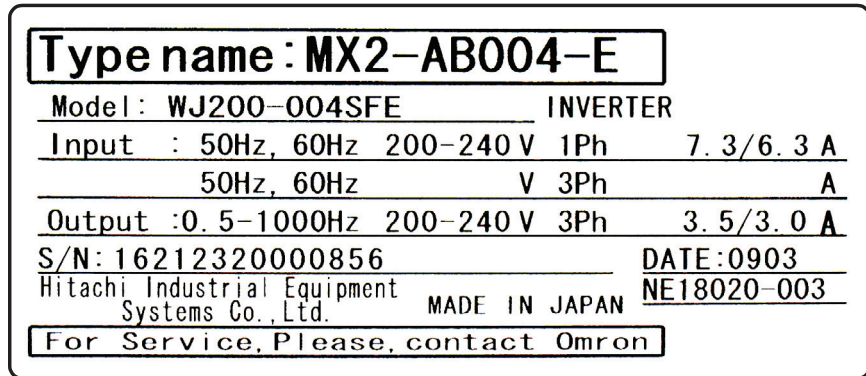 Type name:MX2-AB004-E
Model: WJ200-004SFE INVERTER
Input : 50Hz, 60Hz 200-240 V 1Ph 7.3/6.3 A
50Hz, 60Hz V 3Ph A
Output :0.5-1000Hz 200-240 V 3Ph 3.5/3.0 A
S/N:16212320000856 DATE:0903
Hitachi Industrial Equipment Systems Co.,Ltd. MADE IN JAPAN NE18020-003
For Service,Please,contact Omron